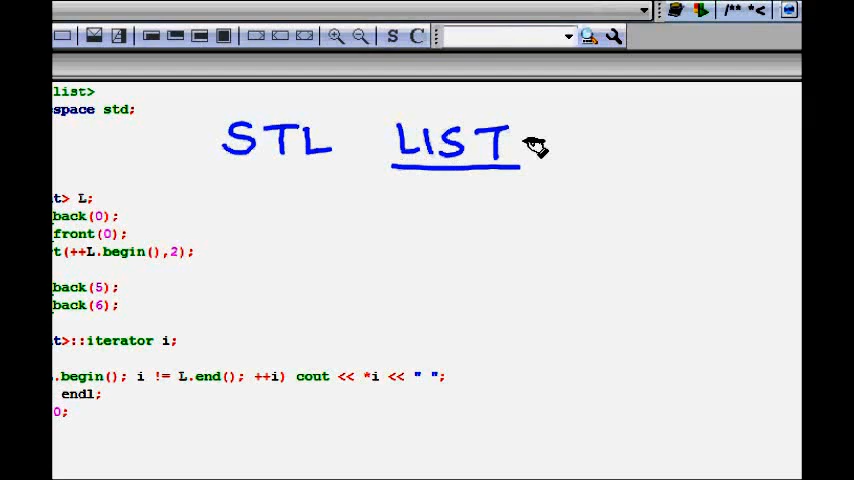 S C
/** *<
list>
space std;
STL LIST
t> L;
back(0);
front(0);
t(++L.begin(),2);
back(5);
back(6);
t>::iterator i;
.begin(); i != L.end(); ++i) cout << *i << " ";
endl;
0;